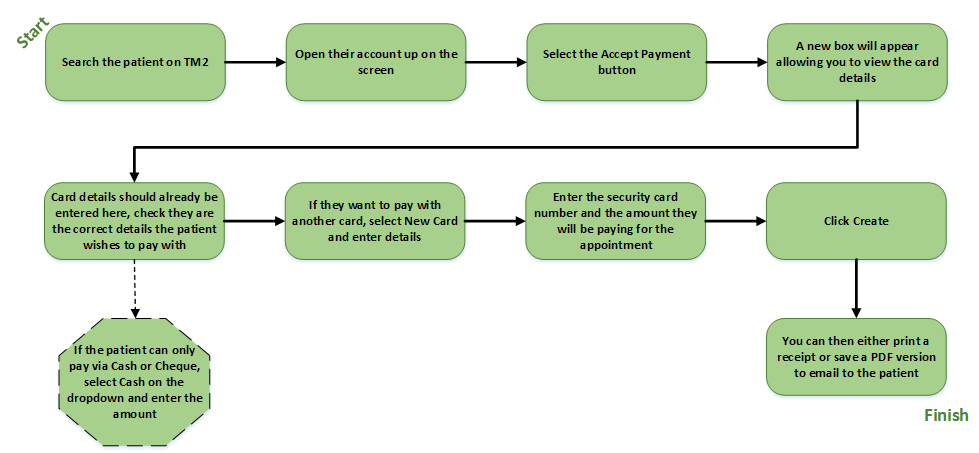 Start
Search the patient on TM2
Open their account up on the
screen
Select the Accept Payment
button
A new box will appear
allowing you to view the card
details
Card details should already be
entered here, check they are
the correct details the patient
wishes to pay with
If they want to pay with
another card, select New Card
and enter details
Enter the security card
number and the amount they
will be paying for the
appointment
Click Create
If the patient can only
pay via Cash or Cheque,
select Cash on the
dropdown and enter the
amount
You can then either print a
receipt or save a PDF version
to email to the patient
Finish